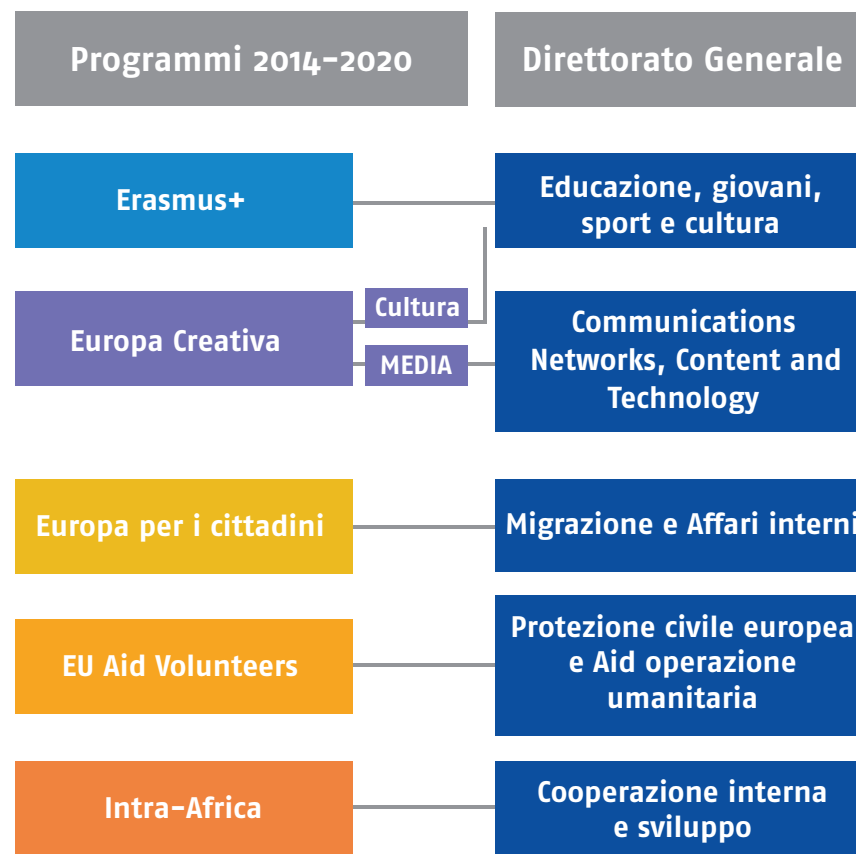 Programmi 2014-2020
Direttorato Generale
Erasmus+
Educazione, giovani,
sport e cultura
Europa Creativa
Cultura
MEDIA
Communications
Networks, Content and
Technology
Europa per i cittadini
Migrazione e Affari interni
EU Aid Volunteers
Protezione civile europea
e Aid operazione
umanitaria
Intra-Africa
Cooperazione interna
e sviluppo